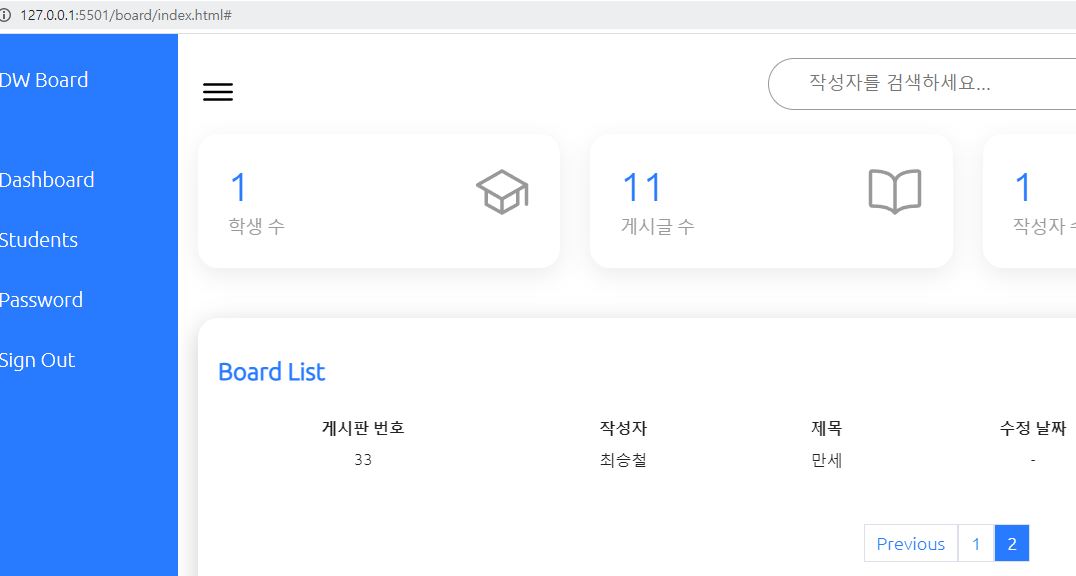 127.0.0.1:5501/board/index.html#
DW Board
작성자를 검색하세요...
Dashboard
Students
Password
Sign Out
1
학생 수
11
게시글 수
1
작성자
Board List
게시판 번호 작성자 제목 수정 날짜
33 최승철 만세 -
Previous 1 2